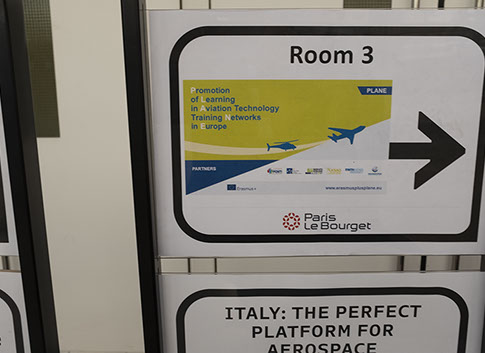 Room 3
Promotion
of Learning
in Aviation Technology
Training Networks
in Europe
PLANE
PARTNERS
Erasmus+
www.erasmusplusplane.eu
Paris
Le Bourget
ITALY: THE PERFECT
PLATFORM FOR
AEROSPACE